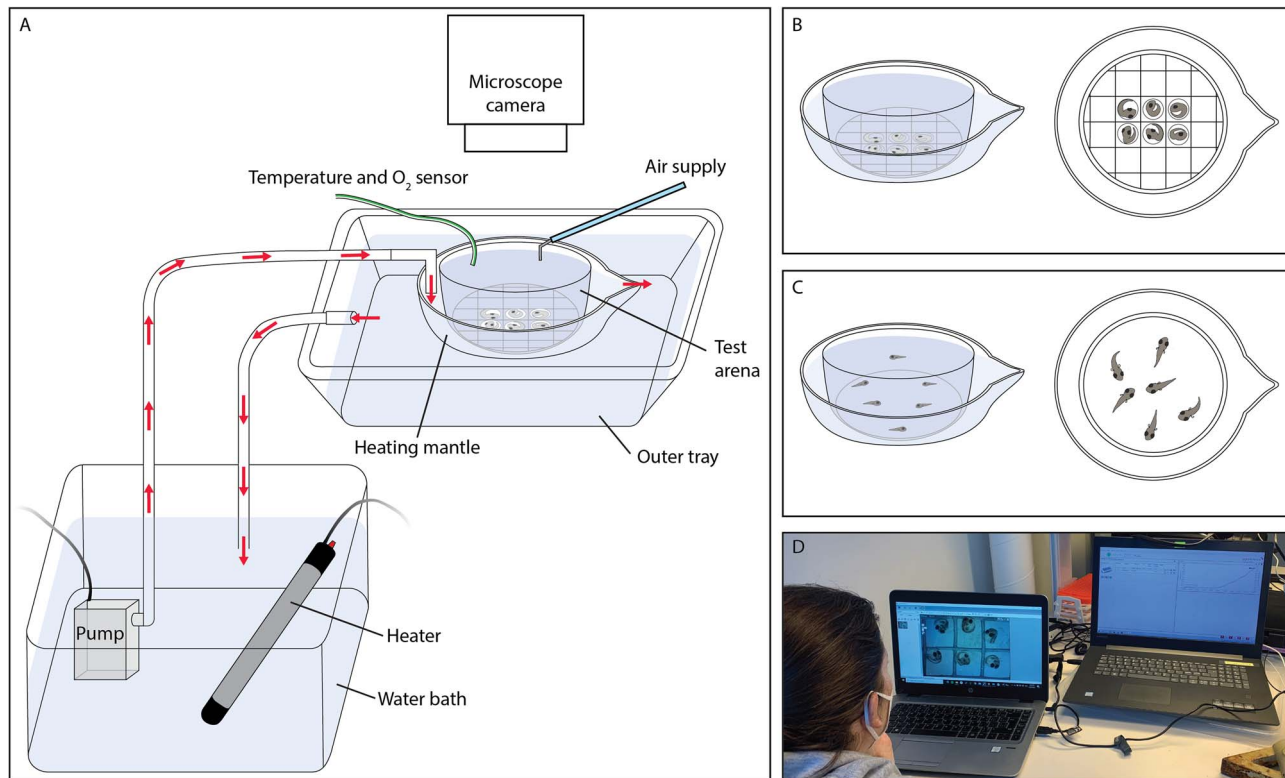 A
Microscope
camera
Temperature and O₂ sensor
Air supply
Test
arena
Heating mantle
Outer tray
Pump
Heater
Water bath
B
C
D